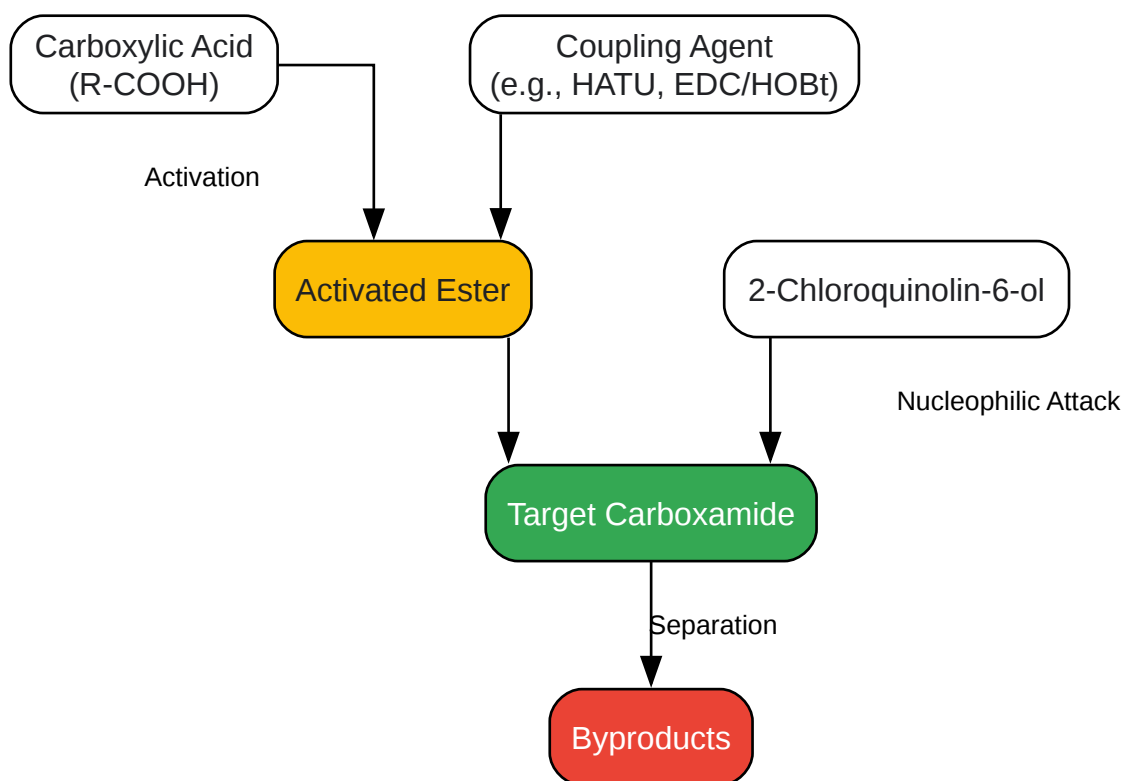 Carboxylic Acid
(R-COOH)
Coupling Agent
(e.g., HATU, EDC/HOBt)
Activation
Activated Ester
2-Chloroquinolin-6-ol
Nucleophilic Attack
Target Carboxamide
Separation
Byproducts